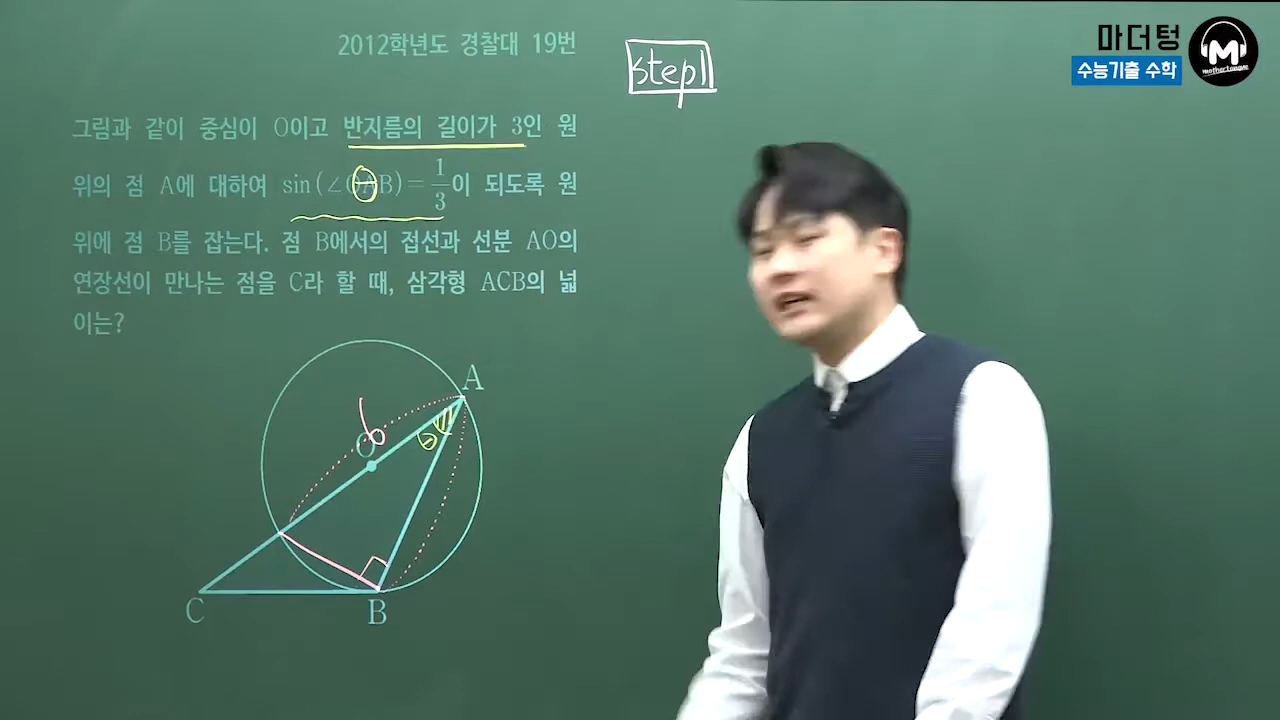 2012학년도 경찰대 19번
step1
마더텅
수능기출 수학
M
mother tongue
그림과 같이 중심이 O이고 반지름의 길이가 3인 원
위의 점 A에 대하여 sin(∠OAB)=1/3이 되도록 원
위에 점 B를 잡는다. 점 B에서의 접선과 선분 AO의
연장선이 만나는 점을 C라 할 때, 삼각형 ACB의 넓
이는?
A
6
θ
O
C
B